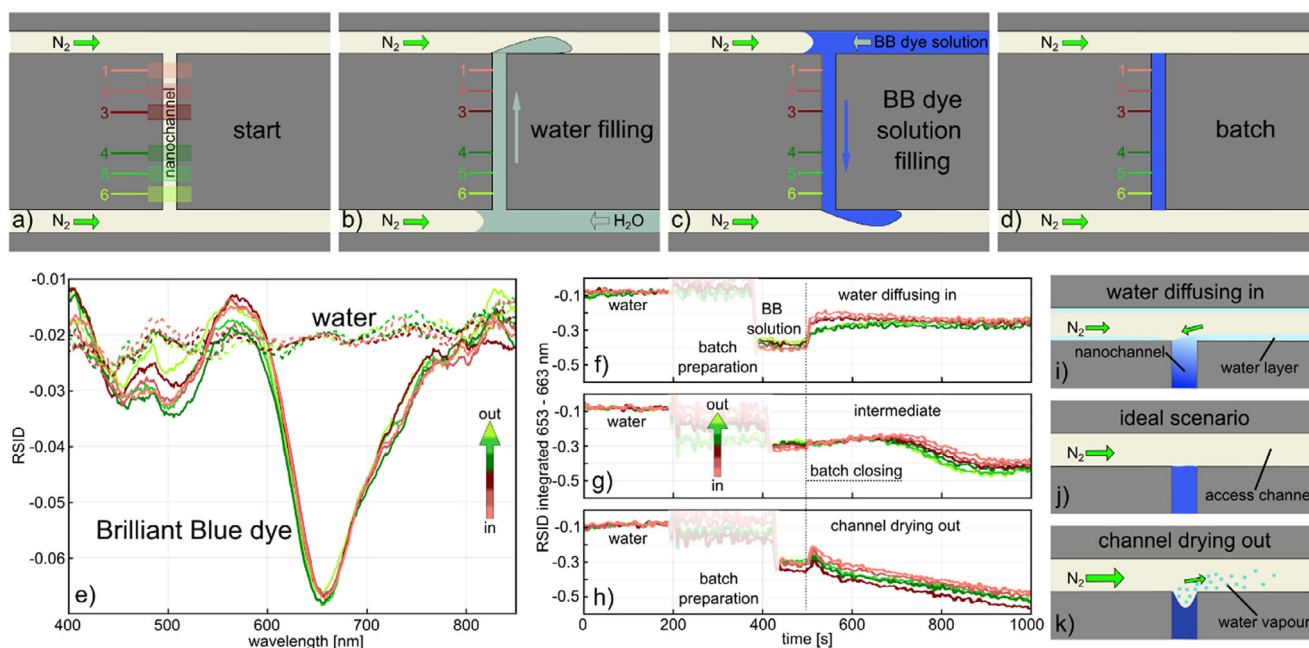 N₂
1
2
3
4
5
6
nanochannel
start
N₂
a)
N₂
1
2
3
4
5
6
water filling
N₂
H₂O
b)
N₂
BB dye solution
1
2
3
4
5
6
BB dye
solution
filling
N₂
c)
N₂
1
2
3
4
5
6
batch
N₂
d)
-0.01
-0.02
-0.03
-0.04
-0.05
-0.06
RSID
water
out
in
Brilliant Blue dye
e)
400
500
600
700
800
wavelength [nm]
RSID integrated 653 - 663 nm
-0.1
-0.3
-0.5
water
BB
solution
water diffusing in
batch
preparation
f)
-0.1
-0.3
-0.5
water
out
in
intermediate
batch closing
g)
-0.1
-0.3
-0.5
water
channel drying out
batch
preparation
h)
0
200
400
600
800
1000
time [s]
water diffusing in
N₂
nanochannel
water layer
i)
ideal scenario
N₂
access channel
j)
channel drying out
N₂
water vapour
k)